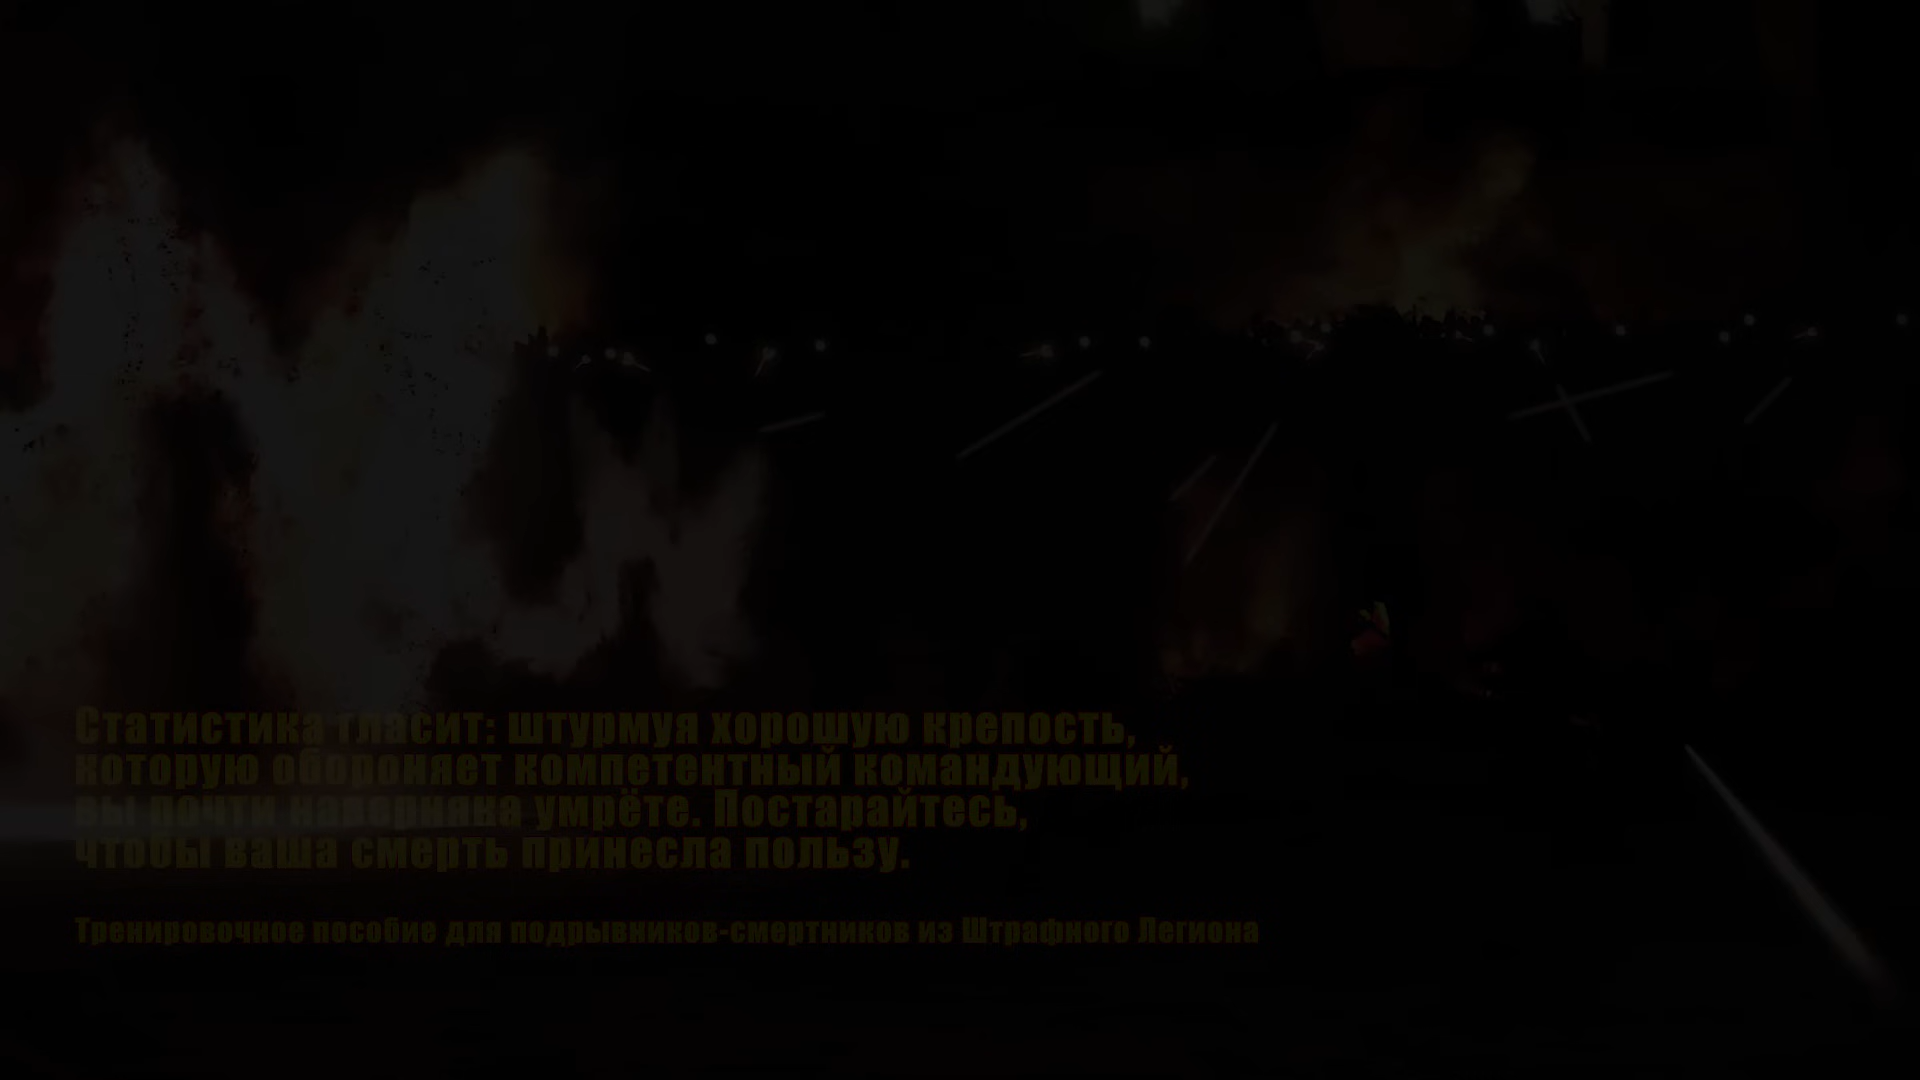 Статистика гласит: штурмуя хорошую крепость,
которую обороняет компетентный командующий,
вы почти наверняка умрёте. Постарайтесь,
чтобы ваша смерть принесла пользу.
Тренировочное пособие для подрывников-смертников из Штрафного Легиона